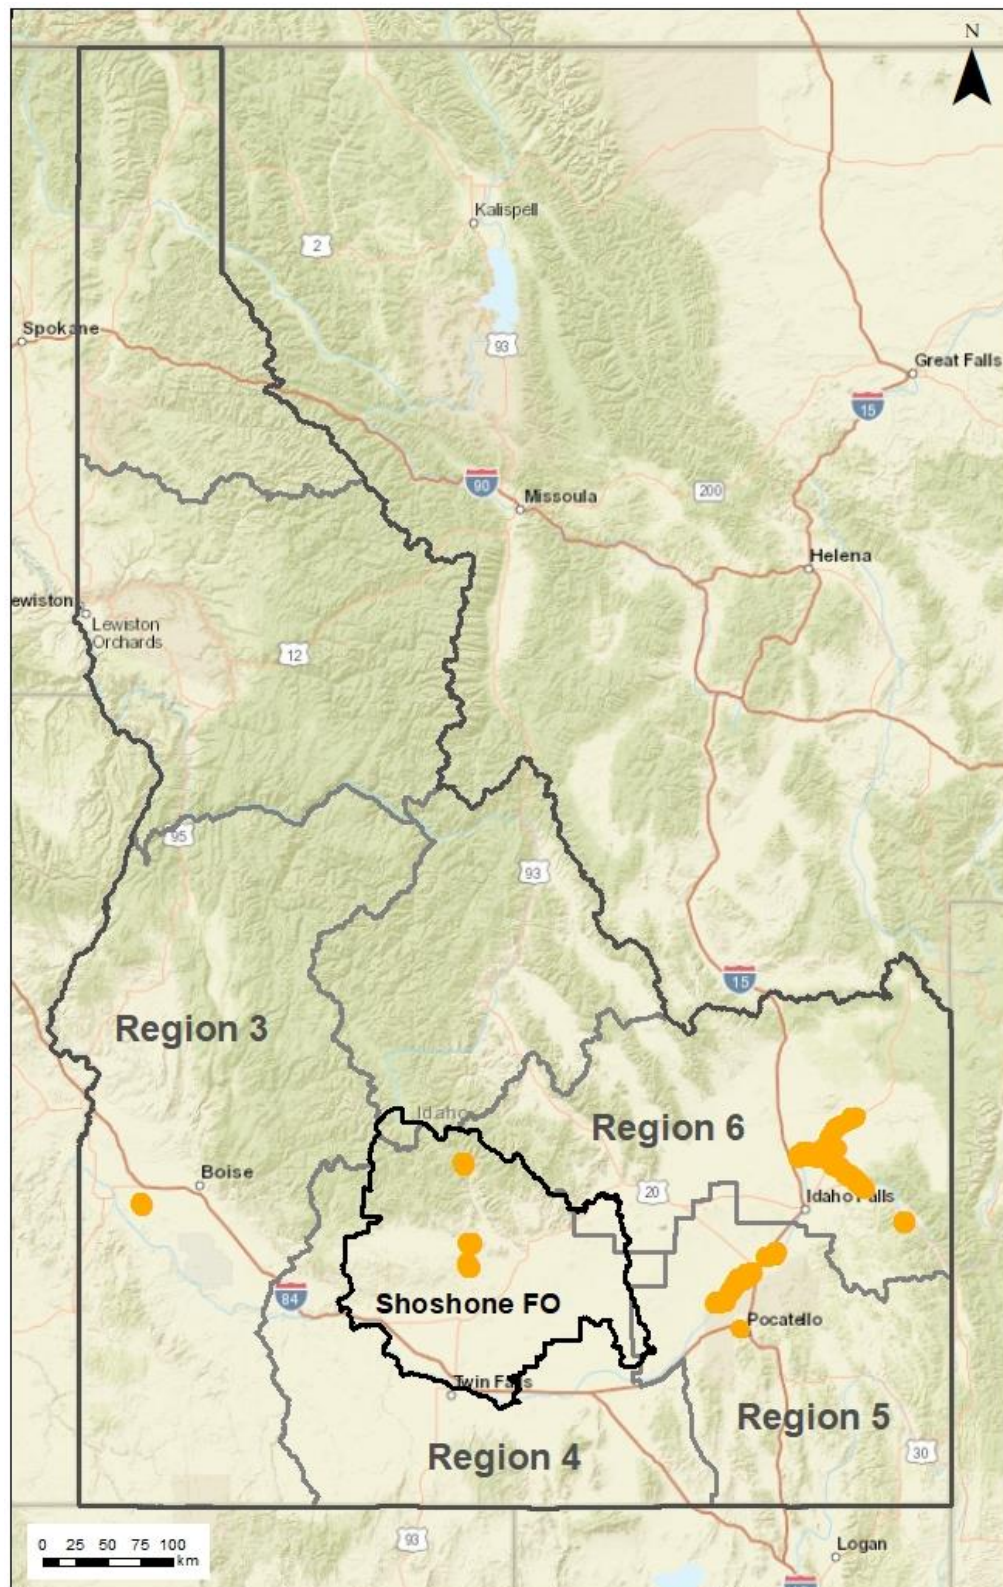 N
Kalispell
2
Spokane
93
Great Falls
15
90
Missoula
200
Helena
ewiston
Lewiston
Orchards
12
95
93
15
Region 3
Idaho
Region 6
Boise
20
Idaho Falls
84
Shoshone FO
Pocatello
Twin Falls
Region 5
Region 4
30
0 25 50 75 100
km
93
Logan